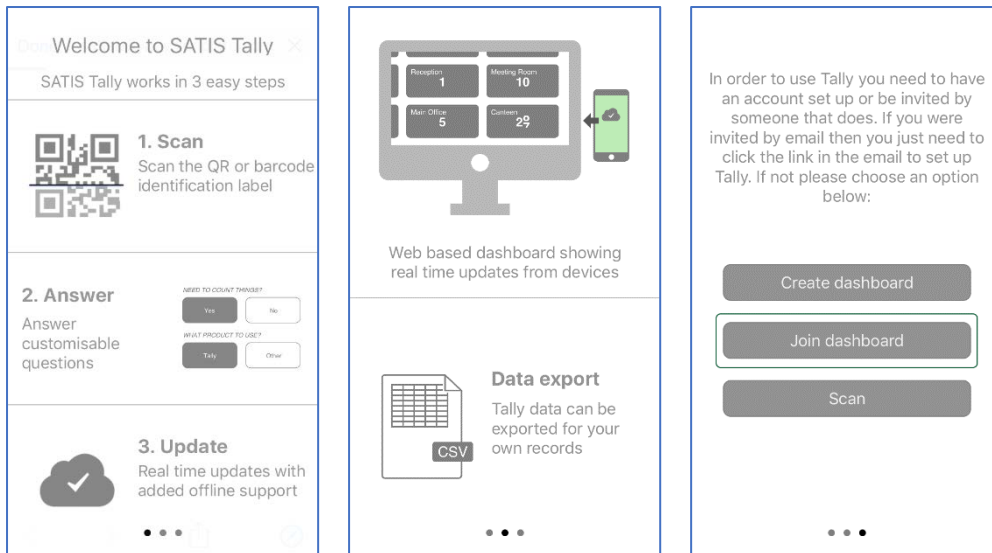 Welcome to SATIS Tally
SATIS Tally works in 3 easy steps
1. Scan
Scan the QR or barcode
identification label
2. Answer
Answer
customisable
questions
NEED TO COUNT THINGS?
Yes
No
WHAT PRODUCT TO USE?
Tally
Other
3. Update
Real time updates with
added offline support
Reception
1
Meeting Room
10
Main Office
5
Canteen
Web based dashboard showing
real time updates from devices
CSV
Data export
Tally data can be
exported for your
own records
In order to use Tally you need to have
an account set up or be invited by
someone that does. If you were
invited by email then you just need to
click the link in the email to set up
Tally. If not please choose an option
below:
Create dashboard
Join dashboard
Scan